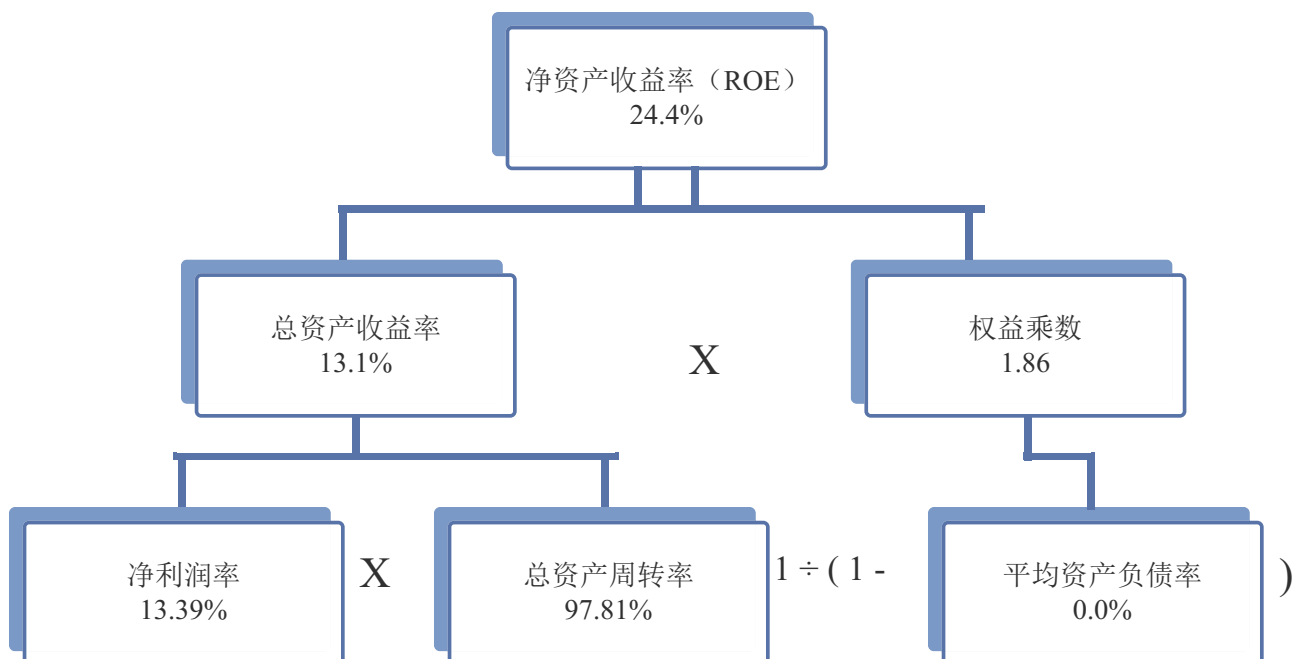 净资产收益率（ROE）
24.4%
总资产收益率
13.1%
X
权益乘数
1.86
净利润率
13.39%
X
总资产周转率
97.81%
1 ÷ ( 1 -
平均资产负债率
0.0%
)